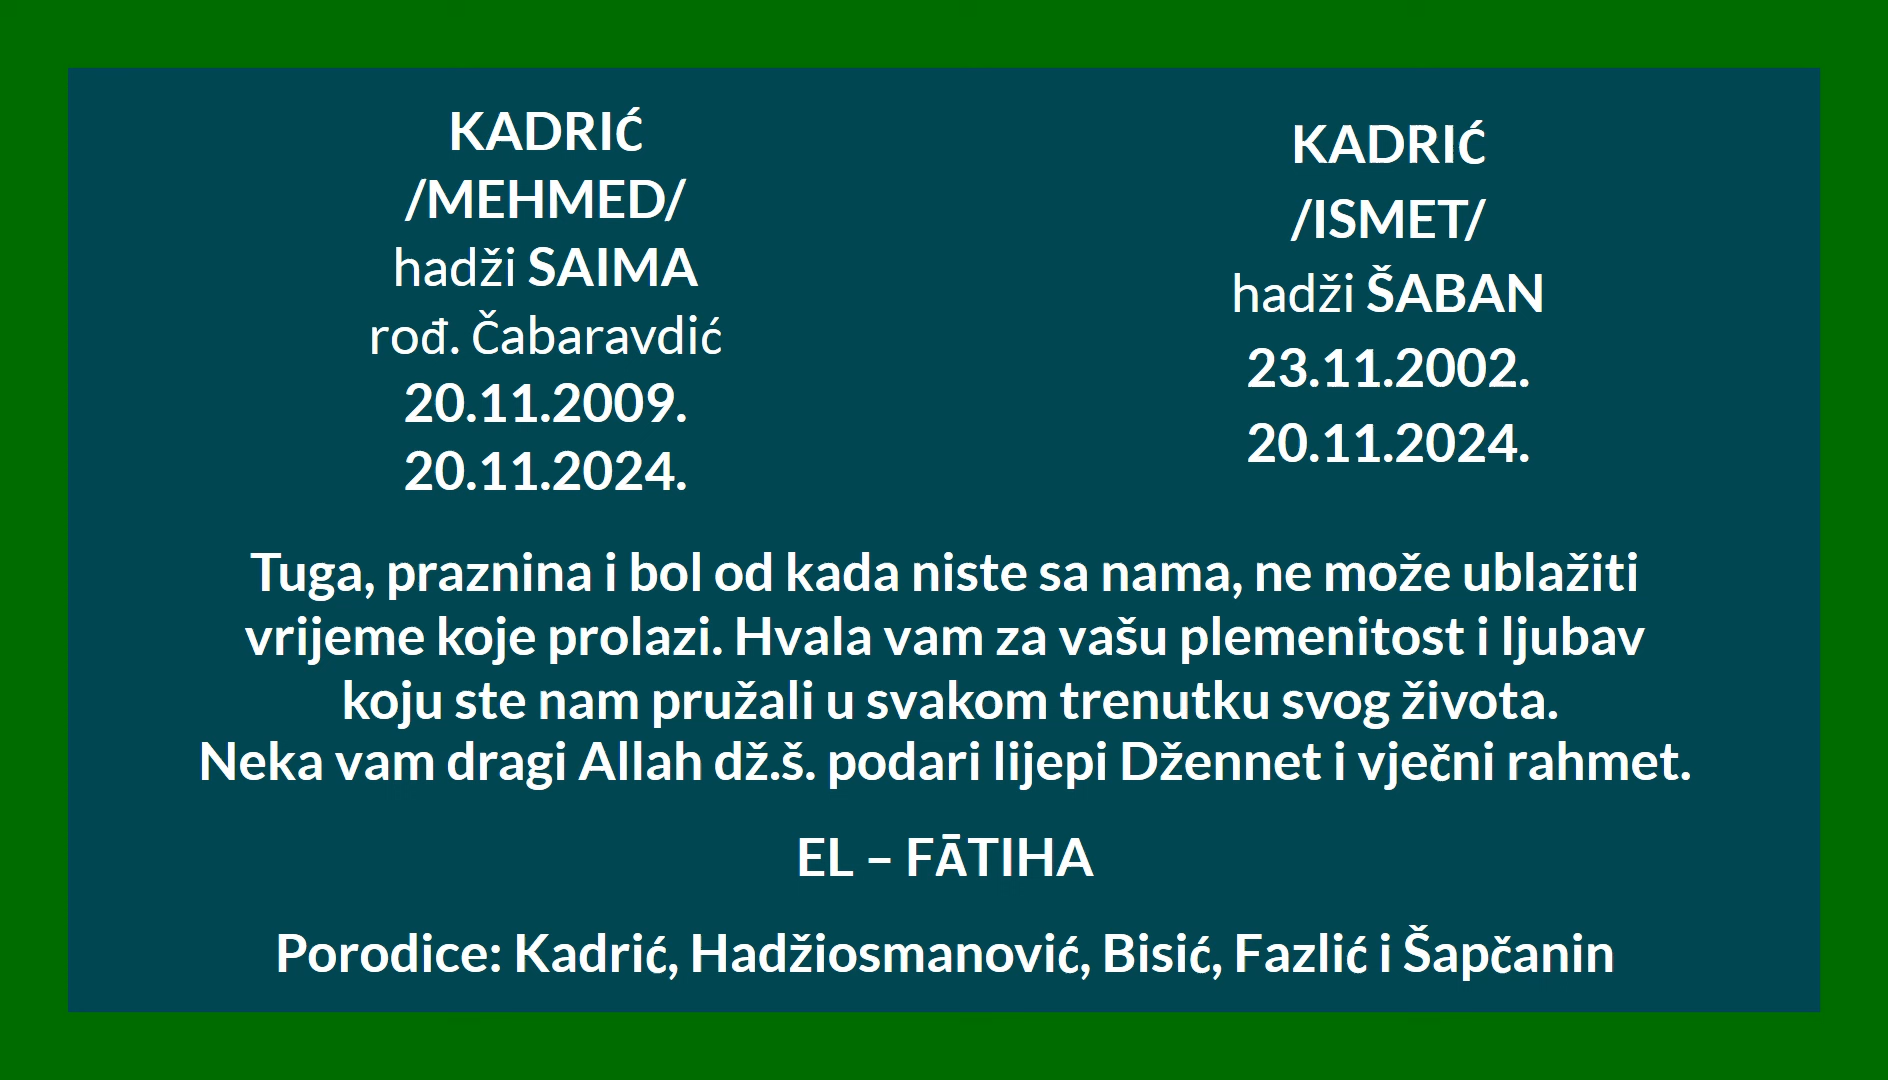 KADRIĆ
/MEHMED/
hadži SAIMA
rođ. Čabaravdić
20.11.2009.
20.11.2024.
KADRIĆ
/ISMET/
hadži ŠABAN
23.11.2002.
20.11.2024.
Tuga, praznina i bol od kada niste sa nama, ne može ublažiti
vrijeme koje prolazi. Hvala vam za vašu plemenitost i ljubav
koju ste nam pružali u svakom trenutku svog života.
Neka vam dragi Allah dž.š. podari lijepi Džennet i vječni rahmet.
EL – FĀTIHA
Porodice: Kadrić, Hadžiosmanović, Bisić, Fazlić i Šapčanin